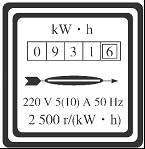 kW · h
0 9 3 1 6
220 V 5(10) A 50 Hz
2 500 r/(kW · h)